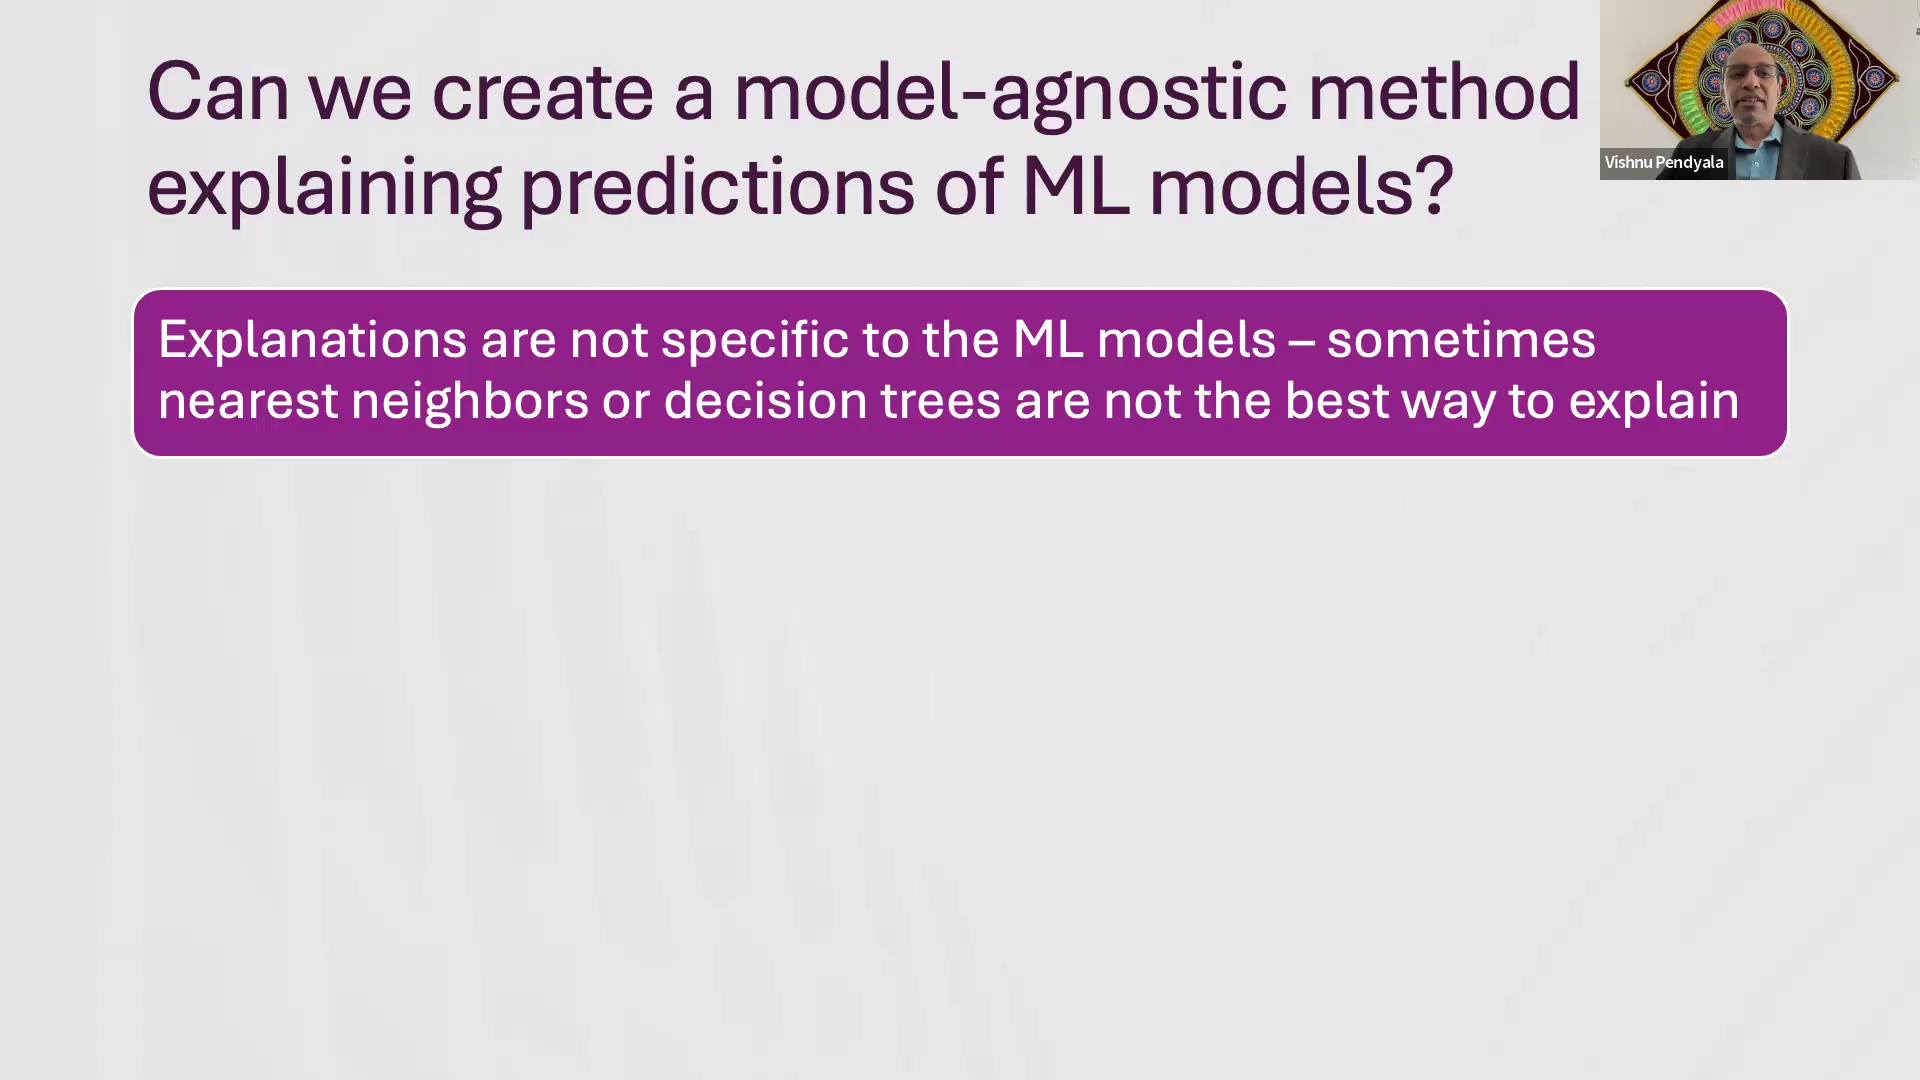 Can we create a model-agnostic method
explaining predictions of ML models?
Vishnu Pendyala
Explanations are not specific to the ML models – sometimes
nearest neighbors or decision trees are not the best way to explain